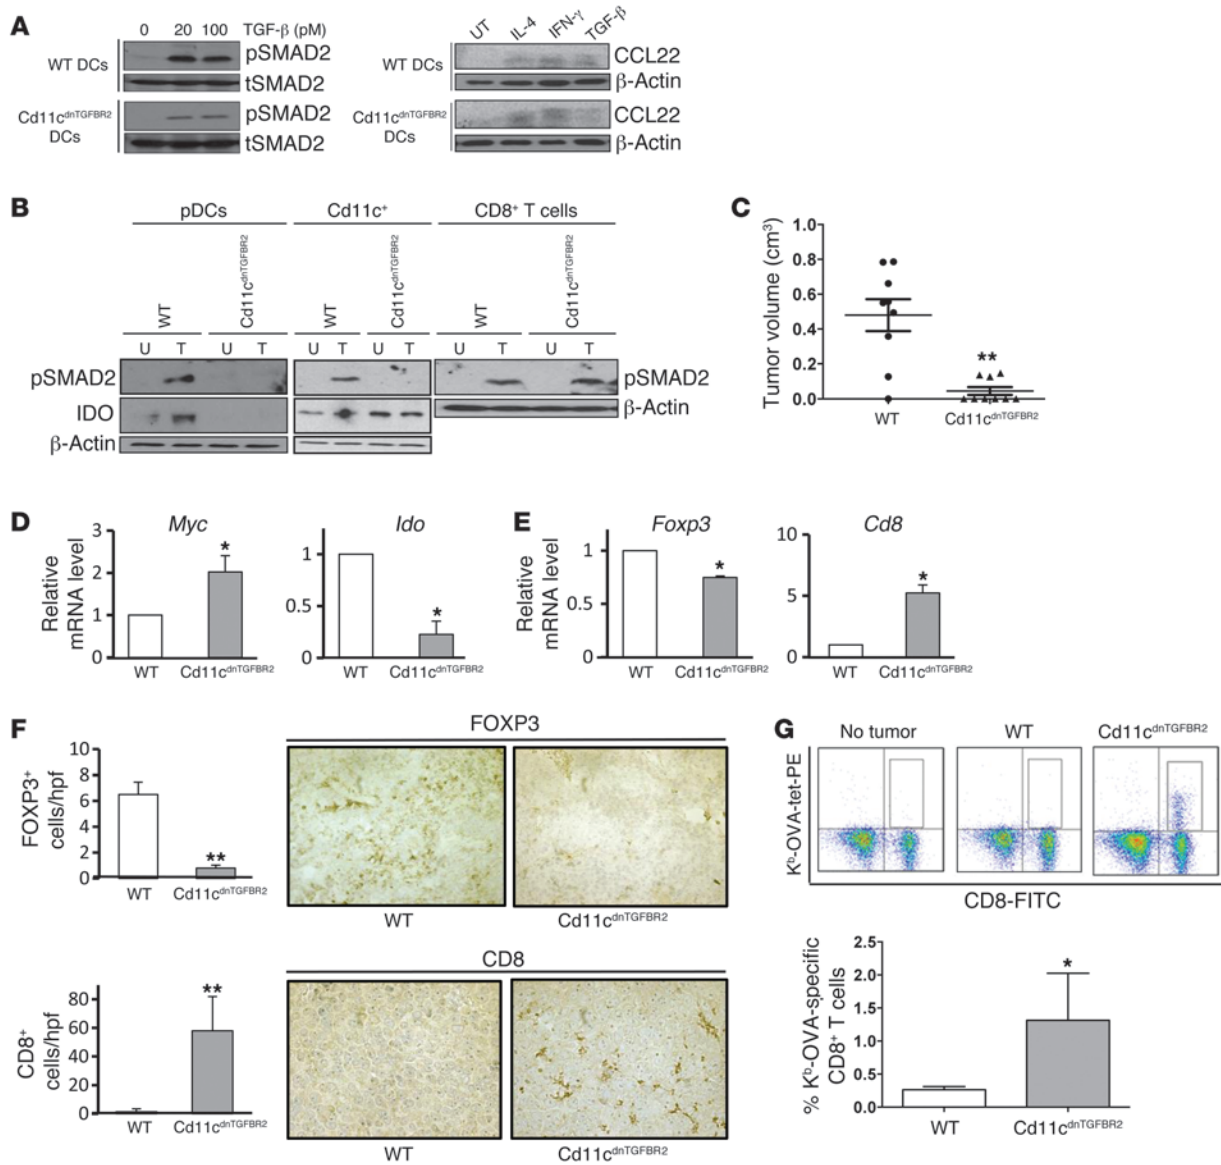 A
0 20 100 TGF-β (pM)
WT DCs
pSMAD2
tSMAD2
Cd11c^dnTGFBR2
DCs
pSMAD2
tSMAD2
UT IL-4 IFN-γ TGF-β
WT DCs
CCL22
β-Actin
Cd11c^dnTGFBR2
DCs
CCL22
β-Actin
B
pDCs Cd11c⁺ CD8⁺ T cells
WT Cd11c^dnTGFBR2 WT Cd11c^dnTGFBR2 WT Cd11c^dnTGFBR2
U T U T U T U T U T U T
pSMAD2
IDO
β-Actin
pSMAD2
β-Actin
C
Tumor volume (cm³)
1.0
0.8
0.6
0.4
0.2
0.0
**
WT Cd11c^dnTGFBR2
D
Myc
Relative
mRNA level
3
2
1
0
*
WT Cd11c^dnTGFBR2
Ido
1
0.5
0
*
WT Cd11c^dnTGFBR2
E
Foxp3
Relative
mRNA level
1
0.5
0
*
WT Cd11c^dnTGFBR2
Cd8
10
5
0
*
WT Cd11c^dnTGFBR2
F
FOXP3⁺
cells/hpf
10
8
6
4
2
0
**
WT Cd11c^dnTGFBR2
FOXP3
WT Cd11c^dnTGFBR2
CD8⁺
cells/hpf
80
60
40
20
0
**
WT Cd11c^dnTGFBR2
CD8
WT Cd11c^dnTGFBR2
G
No tumor WT Cd11c^dnTGFBR2
K^b-OVA-tet-PE
CD8-FITC
% K^b-OVA-specific
CD8⁺ T cells
2.5
2.0
1.5
1.0
0.5
0.0
*
WT Cd11c^dnTGFBR2